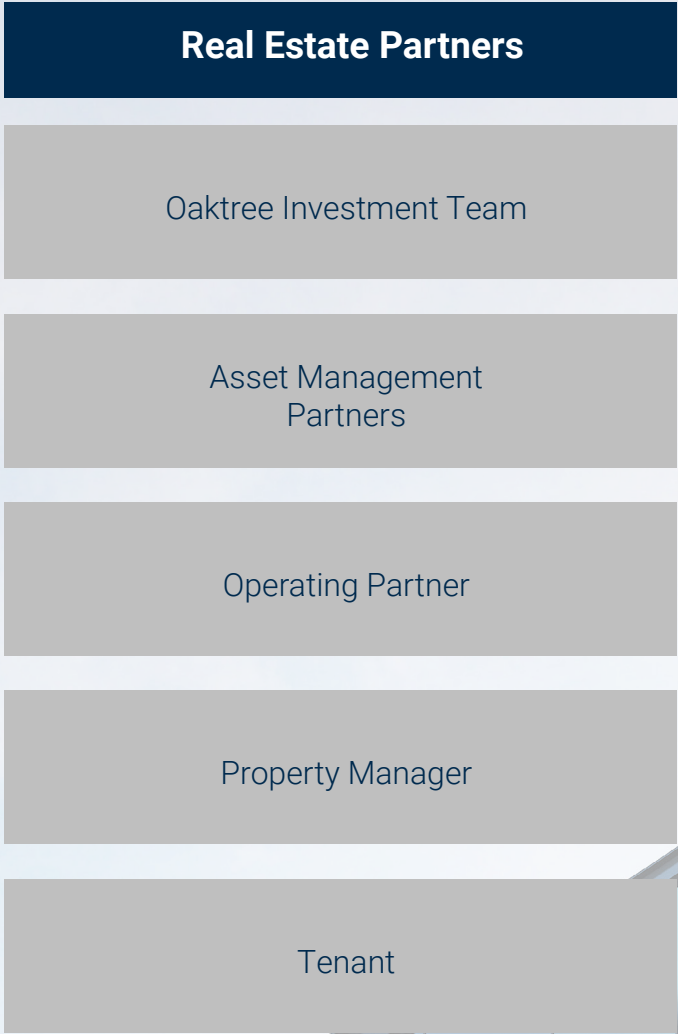 Real Estate Partners
Oaktree Investment Team
Asset Management
Partners
Operating Partner
Property Manager
Tenant